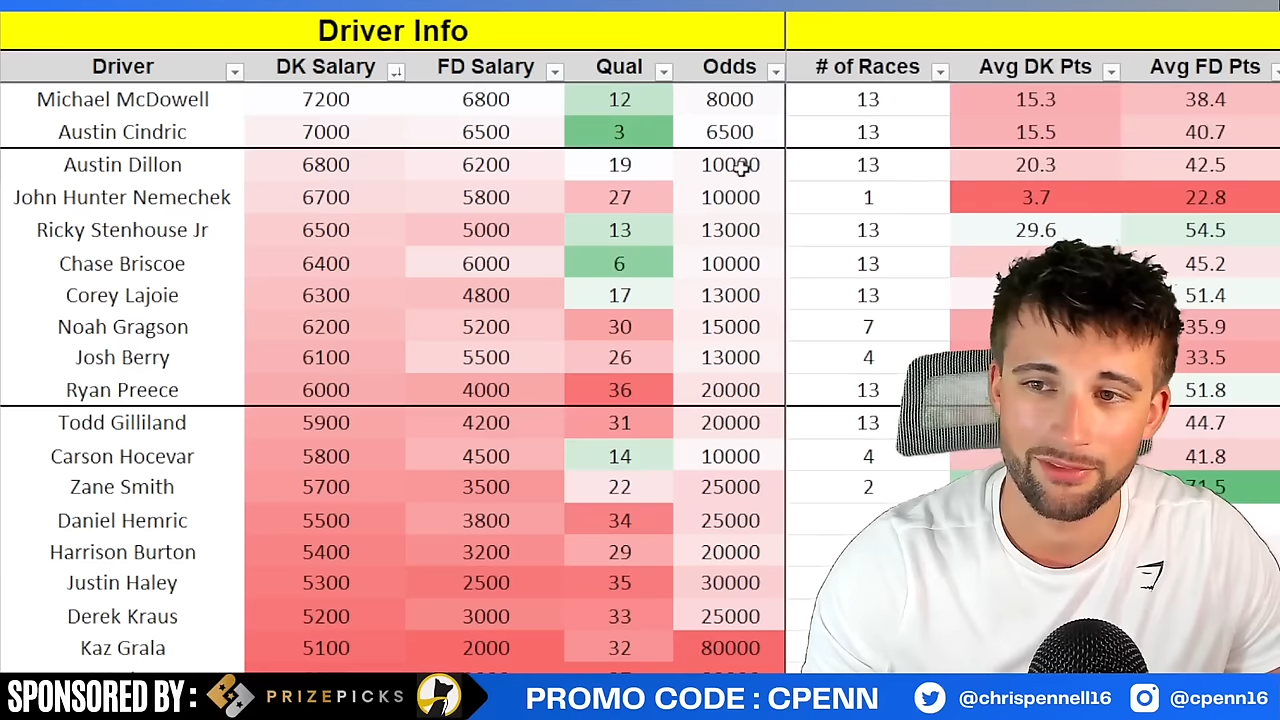 Driver Info
Driver DK Salary FD Salary Qual Odds # of Races Avg DK Pts Avg FD Pts
Michael McDowell 7200 6800 12 8000 13 15.3 38.4
Austin Cindric 7000 6500 3 6500 13 15.5 40.7
Austin Dillon 6800 6200 19 10000 13 20.3 42.5
John Hunter Nemechek 6700 5800 27 10000 1 3.7 22.8
Ricky Stenhouse Jr 6500 5000 13 13000 13 29.6 54.5
Chase Briscoe 6400 6000 6 10000 13 45.2
Corey Lajoie 6300 4800 17 13000 13 51.4
Noah Gragson 6200 5200 30 15000 7 35.9
Josh Berry 6100 5500 26 13000 4 33.5
Ryan Preece 6000 4000 36 20000 13 51.8
Todd Gilliland 5900 4200 31 20000 13 44.7
Carson Hocevar 5800 4500 14 10000 4 41.8
Zane Smith 5700 3500 22 25000 2 71.5
Daniel Hemric 5500 3800 34 25000
Harrison Burton 5400 3200 29 20000
Justin Haley 5300 2500 35 30000
Derek Kraus 5200 3000 33 25000
Kaz Grala 5100 2000 32 80000
SPONSORED BY: PRIZEPICKS PROMO CODE : CPENN @chrispennell16 @cpenn16